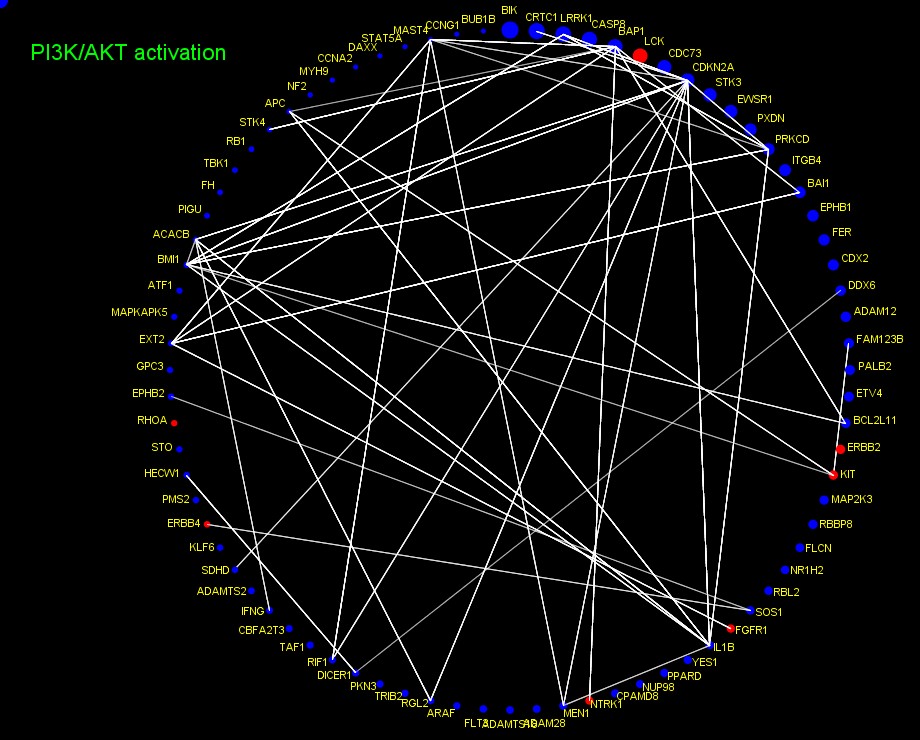 PI3K/AKT activation
BIK
CRTC1
LRRK1
CASP8
BAP1
LCK
CDC73
CDKN2A
STK3
EWSR1
PXDN
PRKCD
ITGB4
BAI1
EPHB1
FER
CDX2
DDX6
ADAM12
FAM123B
PALB2
ETV4
BCL2L11
ERBB2
KIT
MAP2K3
RBBP8
FLCN
NR1H2
RBL2
SOS1
FGFR1
IL1B
YES1
PPARD
NUP98
CPAMD8
NTRK1
MEN1
ADAM28
FLT3
ARAF
RGL2
TRIB2
PKN3
DICER1
RIF1
TAF1
CBFA2T3
IFNG
ADAMTS2
SDHD
KLF6
ERBB4
PMS2
HECW1
STO
RHOA
EPHB2
GPC3
EXT2
MAPKAPK5
ATF1
BMI1
ACACB
PIGU
FH
TBK1
RB1
STK4
APC
NF2
MYH9
CCNA2
DAXX
STAT5A
MAST4
CCNG1
BUB1B